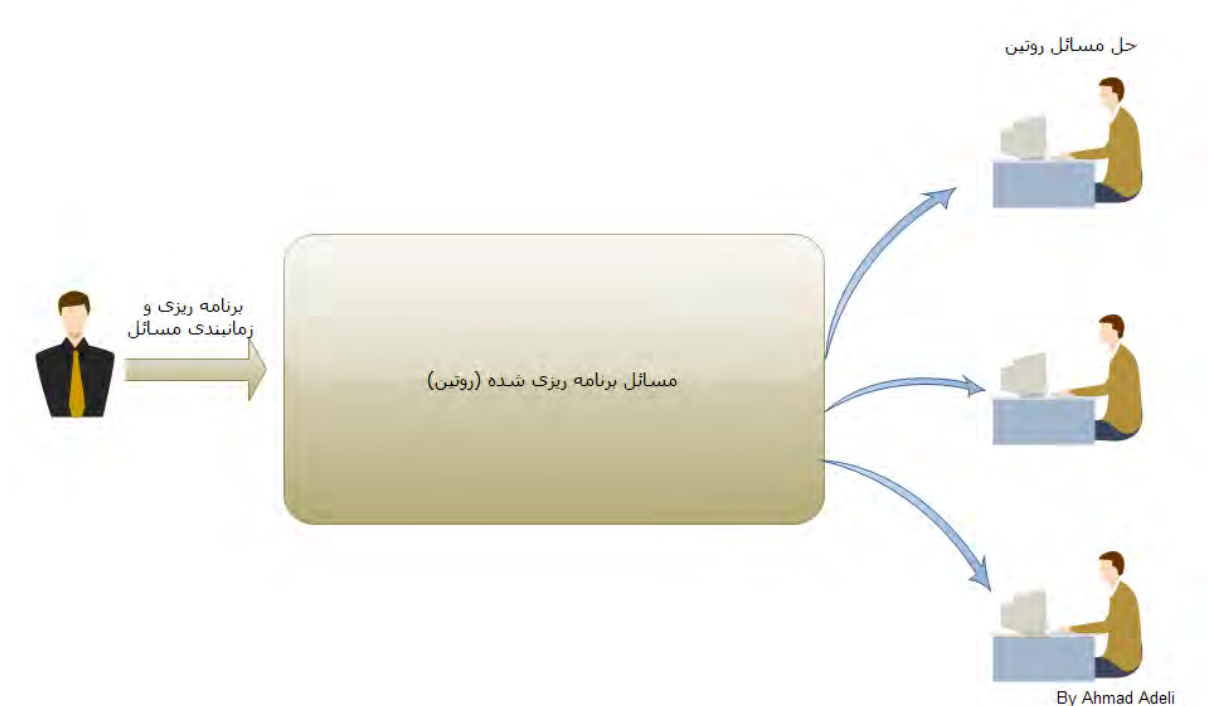 حل مسائل روتین
برنامه ریزی و
زمانبندی مسائل
مسائل برنامه ریزی شده (روتین)
By Ahmad Adeli